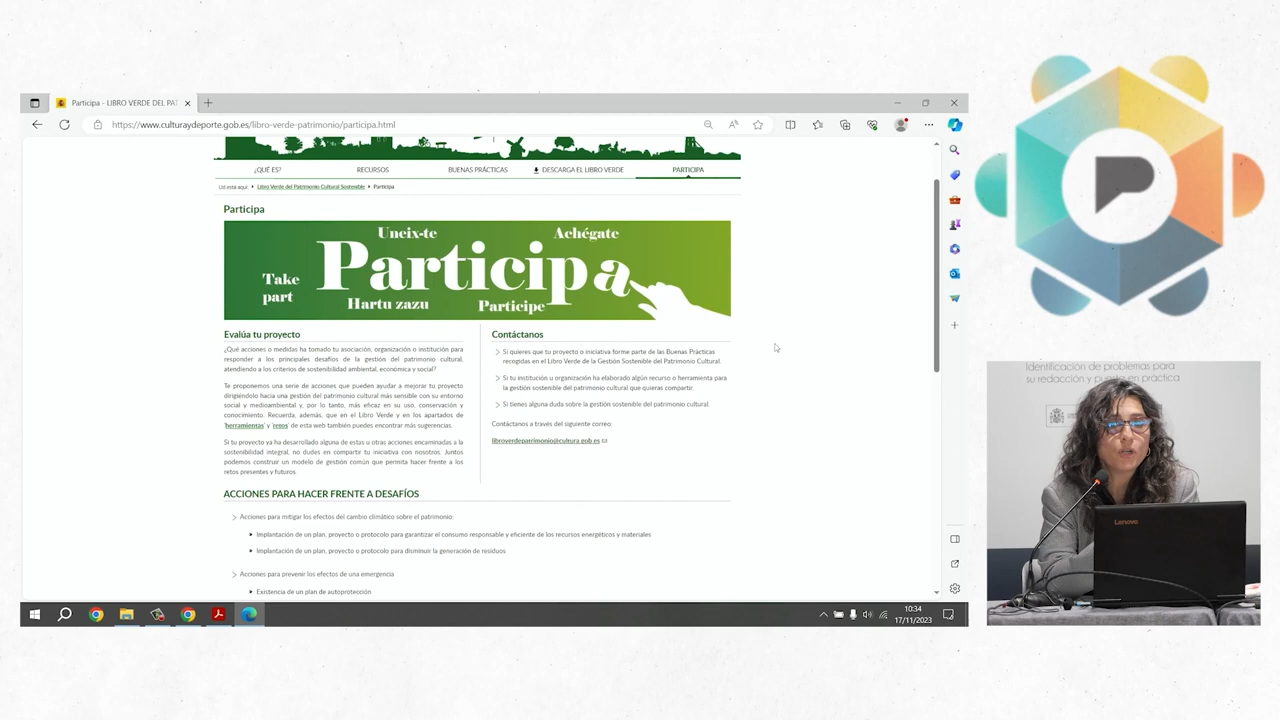 Participa - LIBRO VERDE DEL PAT
https://www.culturaydeporte.gob.es/libro-verde-patrimonio/participa.html
¿QUÉ ES?
RECURSOS
BUENAS PRÁCTICAS
DESCARGA EL LIBRO VERDE
PARTICIPA
Ud está aquí: Libro Verde del Patrimonio Cultural Sostenible Participa
Participa
Uneix-te
Achégate
Participa
Take
part
Hartu zazu
Participe
Evalúa tu proyecto
¿Qué acciones o medidas ha tomado tu asociación, organización o institución para
responder a los principales desafíos de la gestión del patrimonio cultural,
atendiendo a los criterios de sostenibilidad ambiental, económica y social?
Te proponemos una serie de acciones que pueden ayudar a mejorar tu proyecto
dirigiéndolo hacia una gestión del patrimonio cultural más sensible con su entorno
social y medioambiental y, por lo tanto, más eficaz en su uso, conservación y
conocimiento. Recuerda, además, que en el Libro Verde y en los apartados de
'herramientas' y 'retos' de esta web también puedes encontrar más sugerencias.
Si tu proyecto ya ha desarrollado alguna de estas u otras acciones encaminadas a la
sostenibilidad integral, no dudes en compartir tu iniciativa con nosotros. Juntos
podemos construir un modelo de gestión común que permita hacer frente a los
retos presentes y futuros.
Contáctanos
Si quieres que tu proyecto o iniciativa forme parte de las Buenas Prácticas
recogidas en el Libro Verde de la Gestión Sostenible del Patrimonio Cultural.
Si tu institución u organización ha elaborado algún recurso o herramienta para
la gestión sostenible del patrimonio cultural que quieras compartir.
Si tienes alguna duda sobre la gestión sostenible del patrimonio cultural.
Contáctanos a través del siguiente correo:
libroverdepatrimonio@cultura.gob.es
ACCIONES PARA HACER FRENTE A DESAFÍOS
Acciones para mitigar los efectos del cambio climático sobre el patrimonio:
Implantación de un plan, proyecto o protocolo para garantizar el consumo responsable y eficiente de los recursos energéticos y materiales
Implantación de un plan, proyecto o protocolo para disminuir la generación de residuos
Acciones para prevenir los efectos de una emergencia
Existencia de un plan de autoprotección
10:34
17/11/2023
Identificación de problemas para
su redacción y puesta en práctica
Lenovo